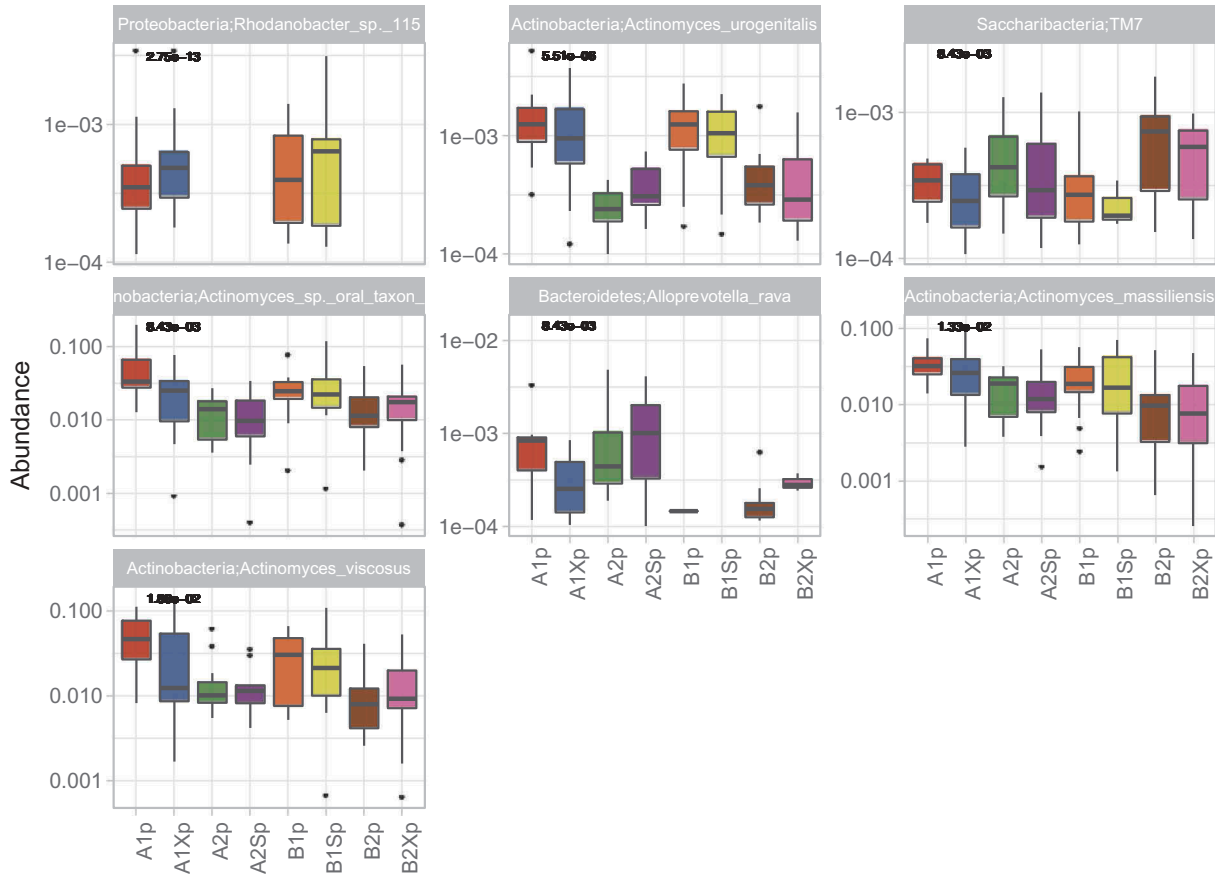 Proteobacteria;Rhodanobacter_sp._115
Actinobacteria;Actinomyces_urogenitalis
Saccharibacteria;TM7
2.75e-13
5.51e-06
8.43e-03
1e-03
1e-04
1e-03
1e-04
1e-03
1e-04
nobacteria;Actinomyces_sp._oral_taxon_
Bacteroidetes;Alloprevotella_rava
Actinobacteria;Actinomyces_massiliensis
8.43e-03
8.43e-03
1.33e-02
0.100
0.010
0.001
1e-02
1e-03
1e-04
0.100
0.010
0.001
Abundance
Actinobacteria;Actinomyces_viscosus
0.100
0.010
0.001
A1p
A1Xp
A2p
A2Sp
B1p
B1Sp
B2p
B2Xp
A1p
A1Xp
A2p
A2Sp
B1p
B1Sp
B2p
B2Xp
A1p
A1Xp
A2p
A2Sp
B1p
B1Sp
B2p
B2Xp